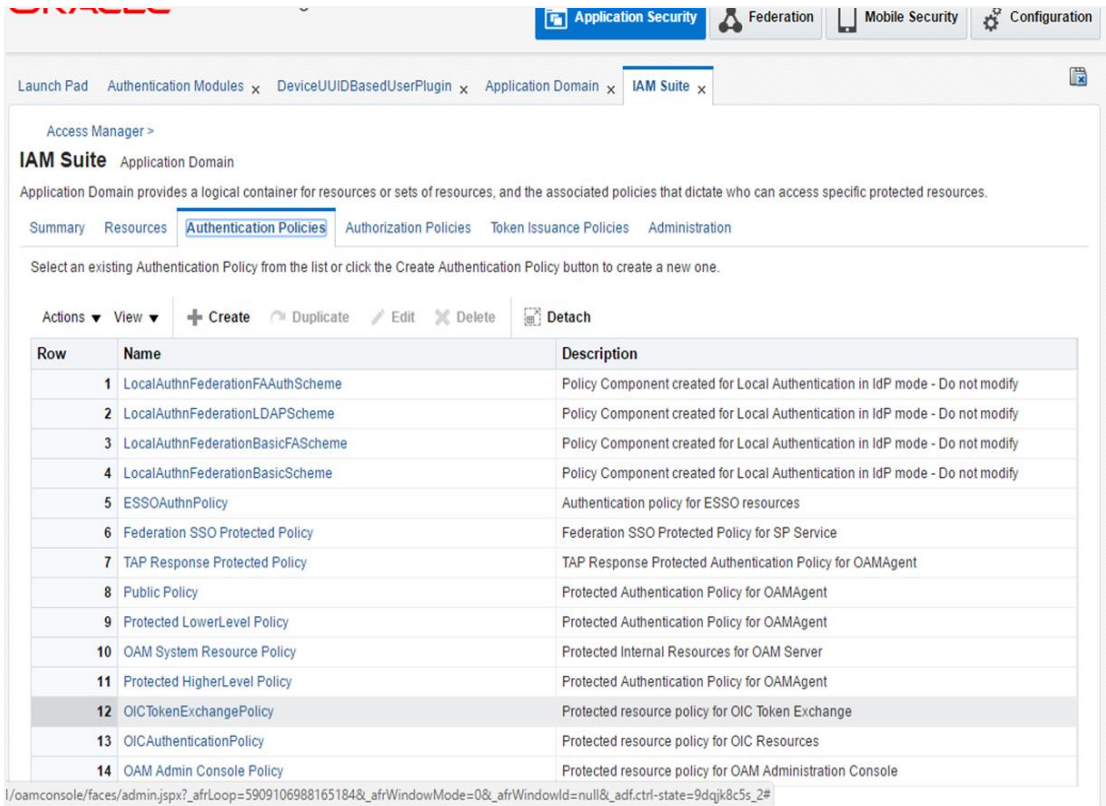 ORACLE
Application Security Federation Mobile Security Configuration
Launch Pad Authentication Modules x DeviceUUIDBasedUserPlugin x Application Domain x IAM Suite x
Access Manager >
IAM Suite Application Domain
Application Domain provides a logical container for resources or sets of resources, and the associated policies that dictate who can access specific protected resources.
Summary Resources Authentication Policies Authorization Policies Token Issuance Policies Administration
Select an existing Authentication Policy from the list or click the Create Authentication Policy button to create a new one.
Actions ▼ View ▼ Create Duplicate Edit Delete Detach
Row Name Description
1 LocalAuthnFederationFAAuthScheme Policy Component created for Local Authentication in IdP mode - Do not modify
2 LocalAuthnFederationLDAPScheme Policy Component created for Local Authentication in IdP mode - Do not modify
3 LocalAuthnFederationBasicFAScheme Policy Component created for Local Authentication in IdP mode - Do not modify
4 LocalAuthnFederationBasicScheme Policy Component created for Local Authentication in IdP mode - Do not modify
5 ESSOAuthnPolicy Authentication policy for ESSO resources
6 Federation SSO Protected Policy Federation SSO Protected Policy for SP Service
7 TAP Response Protected Policy TAP Response Protected Authentication Policy for OAMAgent
8 Public Policy Protected Authentication Policy for OAMAgent
9 Protected LowerLevel Policy Protected Authentication Policy for OAMAgent
10 OAM System Resource Policy Protected Internal Resources for OAM Server
11 Protected HigherLevel Policy Protected Authentication Policy for OAMAgent
12 OICTokenExchangePolicy Protected resource policy for OIC Token Exchange
13 OICAuthenticationPolicy Protected resource policy for OIC Resources
14 OAM Admin Console Policy Protected resource policy for OAM Administration Console
l/oamconsole/faces/admin.jspx?_afrLoop=5909106988165184&_afrWindowMode=0&_afrWindowId=null&_adf.ctrl-state=9dqjk8c5s_2#